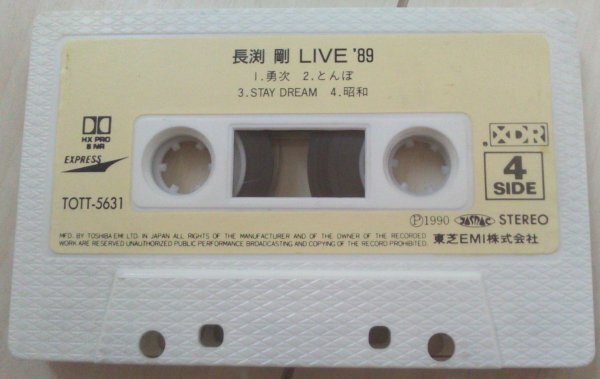 長渕 剛 LIVE '89
1.勇次 2.とんぼ
3.STAY DREAM 4.昭和
HX PRO
B NR
EXPRESS
TOTT-5631
XDR
4
SIDE
Ⓟ1990 JASRAC STEREO
MFD. BY TOSHIBA EMI LTD. IN JAPAN ALL RIGHTS OF THE MANUFACTURER AND OF THE OWNER OF THE RECORDED
WORK ARE RESERVED UNAUTHORIZED PUBLIC PERFORMANCE BROADCASTING AND COPYING OF THE RECORD PROHIBITED.
東芝EMI株式会社